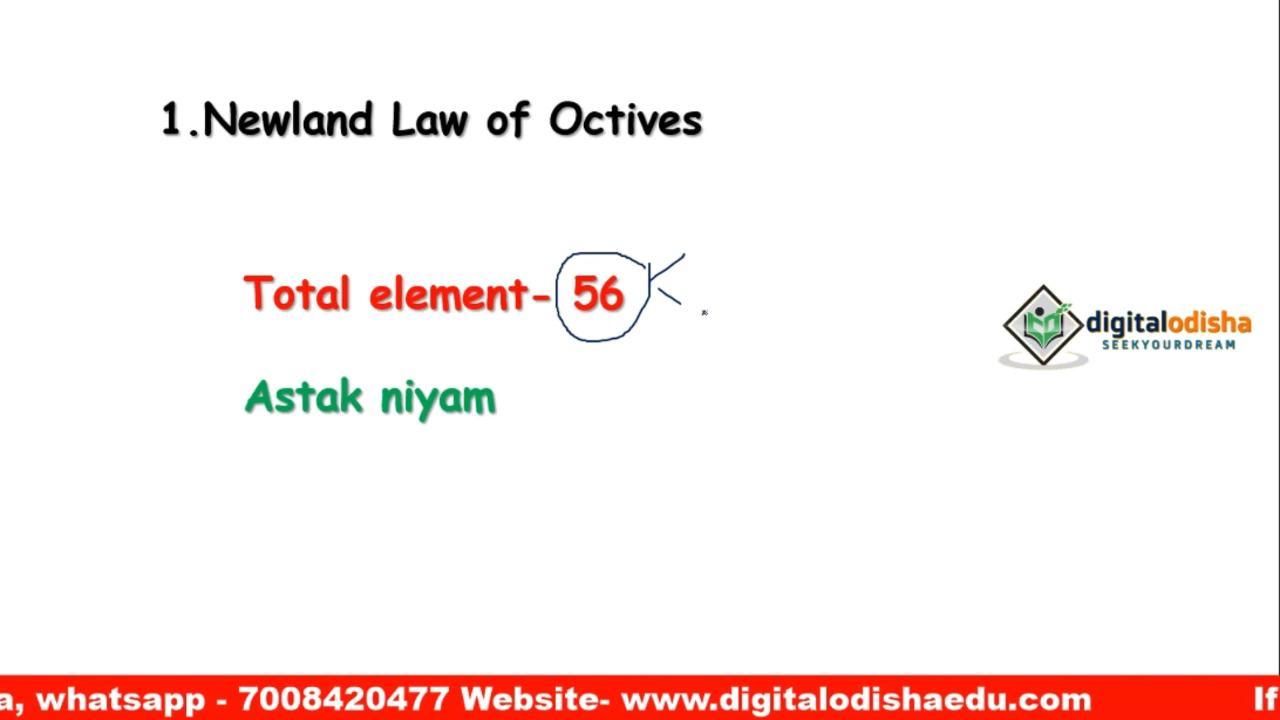 1.Newland Law of Octives
Total element- 56
Astak niyam
digitalodisha
SEEKYOURDREAM
a, whatsapp - 7008420477 Website- www.digitalodishaedu.com If